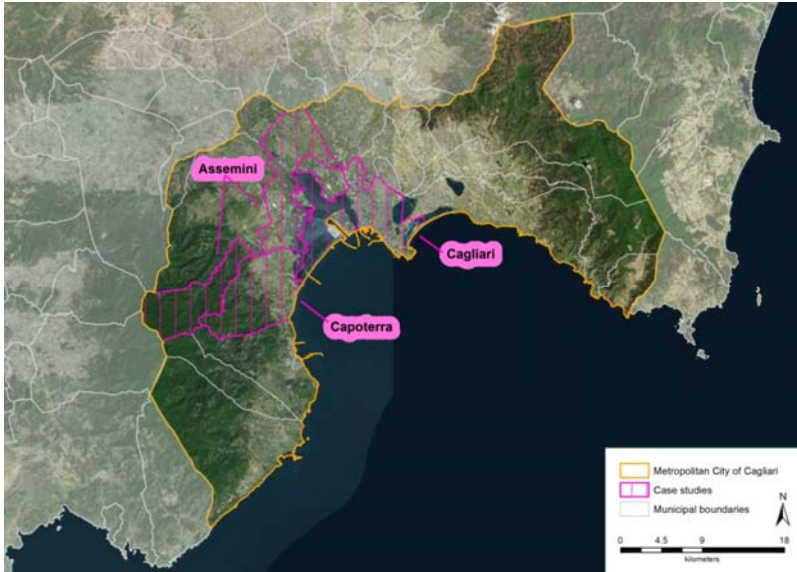 Assemini
Cagliari
Capoterra
Metropolitan City of Cagliari
Case studies
Municipal boundaries
N
0 4.5 9 18
kilometers